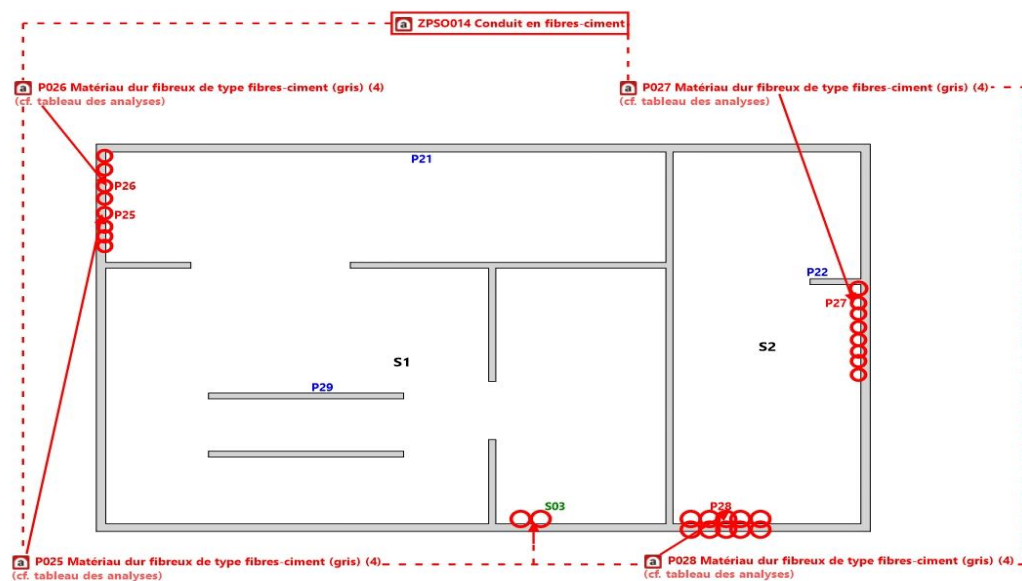 a ZPSO014 Conduit en fibres-ciment
a P026 Matériau dur fibreux de type fibres-ciment (gris) (4)
(cf. tableau des analyses)
a P027 Matériau dur fibreux de type fibres-ciment (gris) (4)
(cf. tableau des analyses)
P21
P26
P25
P22
P27
S1
S2
P29
S03
P28
a P025 Matériau dur fibreux de type fibres-ciment (gris) (4)
(cf. tableau des analyses)
a P028 Matériau dur fibreux de type fibres-ciment (gris) (4)
(cf. tableau des analyses)